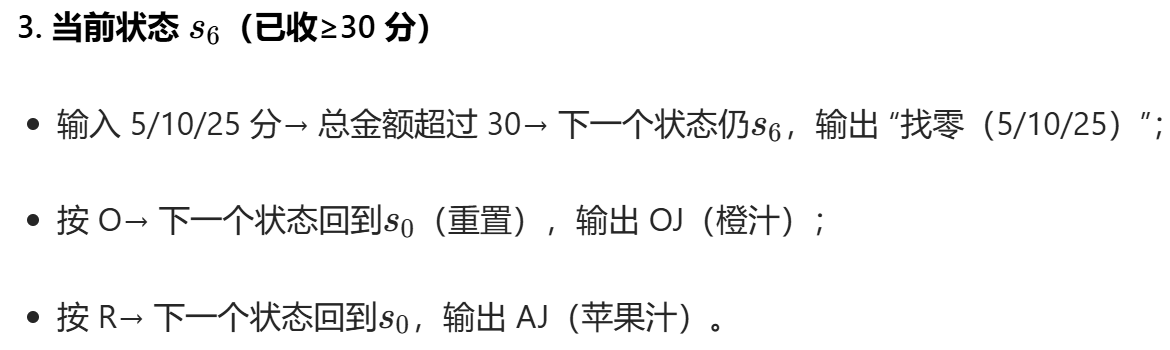 3. 当前状态 s₆（已收≥30 分）
• 输入 5/10/25 分→ 总金额超过 30→ 下一个状态仍s₆，输出 “找零（5/10/25）”；
• 按 O→ 下一个状态回到s₀（重置），输出 OJ（橙汁）；
• 按 R→ 下一个状态回到s₀，输出 AJ（苹果汁）。